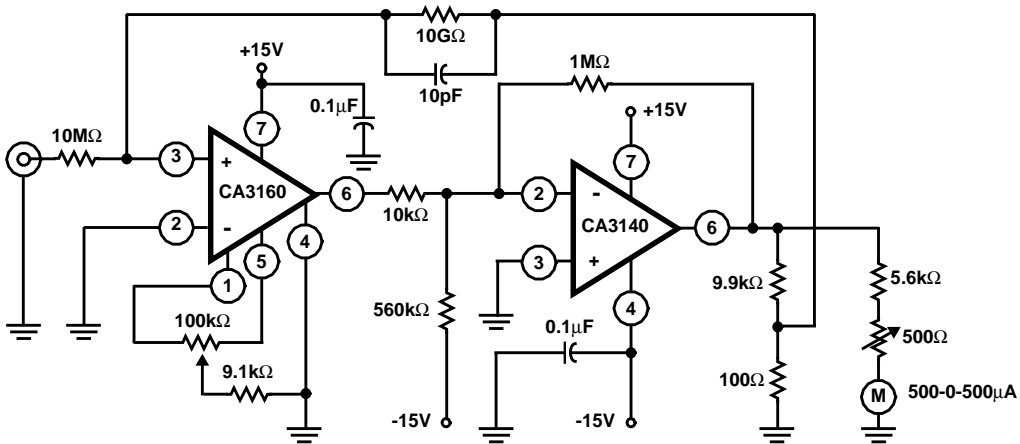 10GΩ
+15V
10pF
1MΩ
0.1μF
+15V
10MΩ
7
7
3
+
CA3160
6
2
-
10kΩ
2
-
CA3140
6
4
5
1
3
+
9.9kΩ
5.6kΩ
100kΩ
560kΩ
4
0.1μF
500Ω
9.1kΩ
100Ω
M
500-0-500μA
-15V
-15V